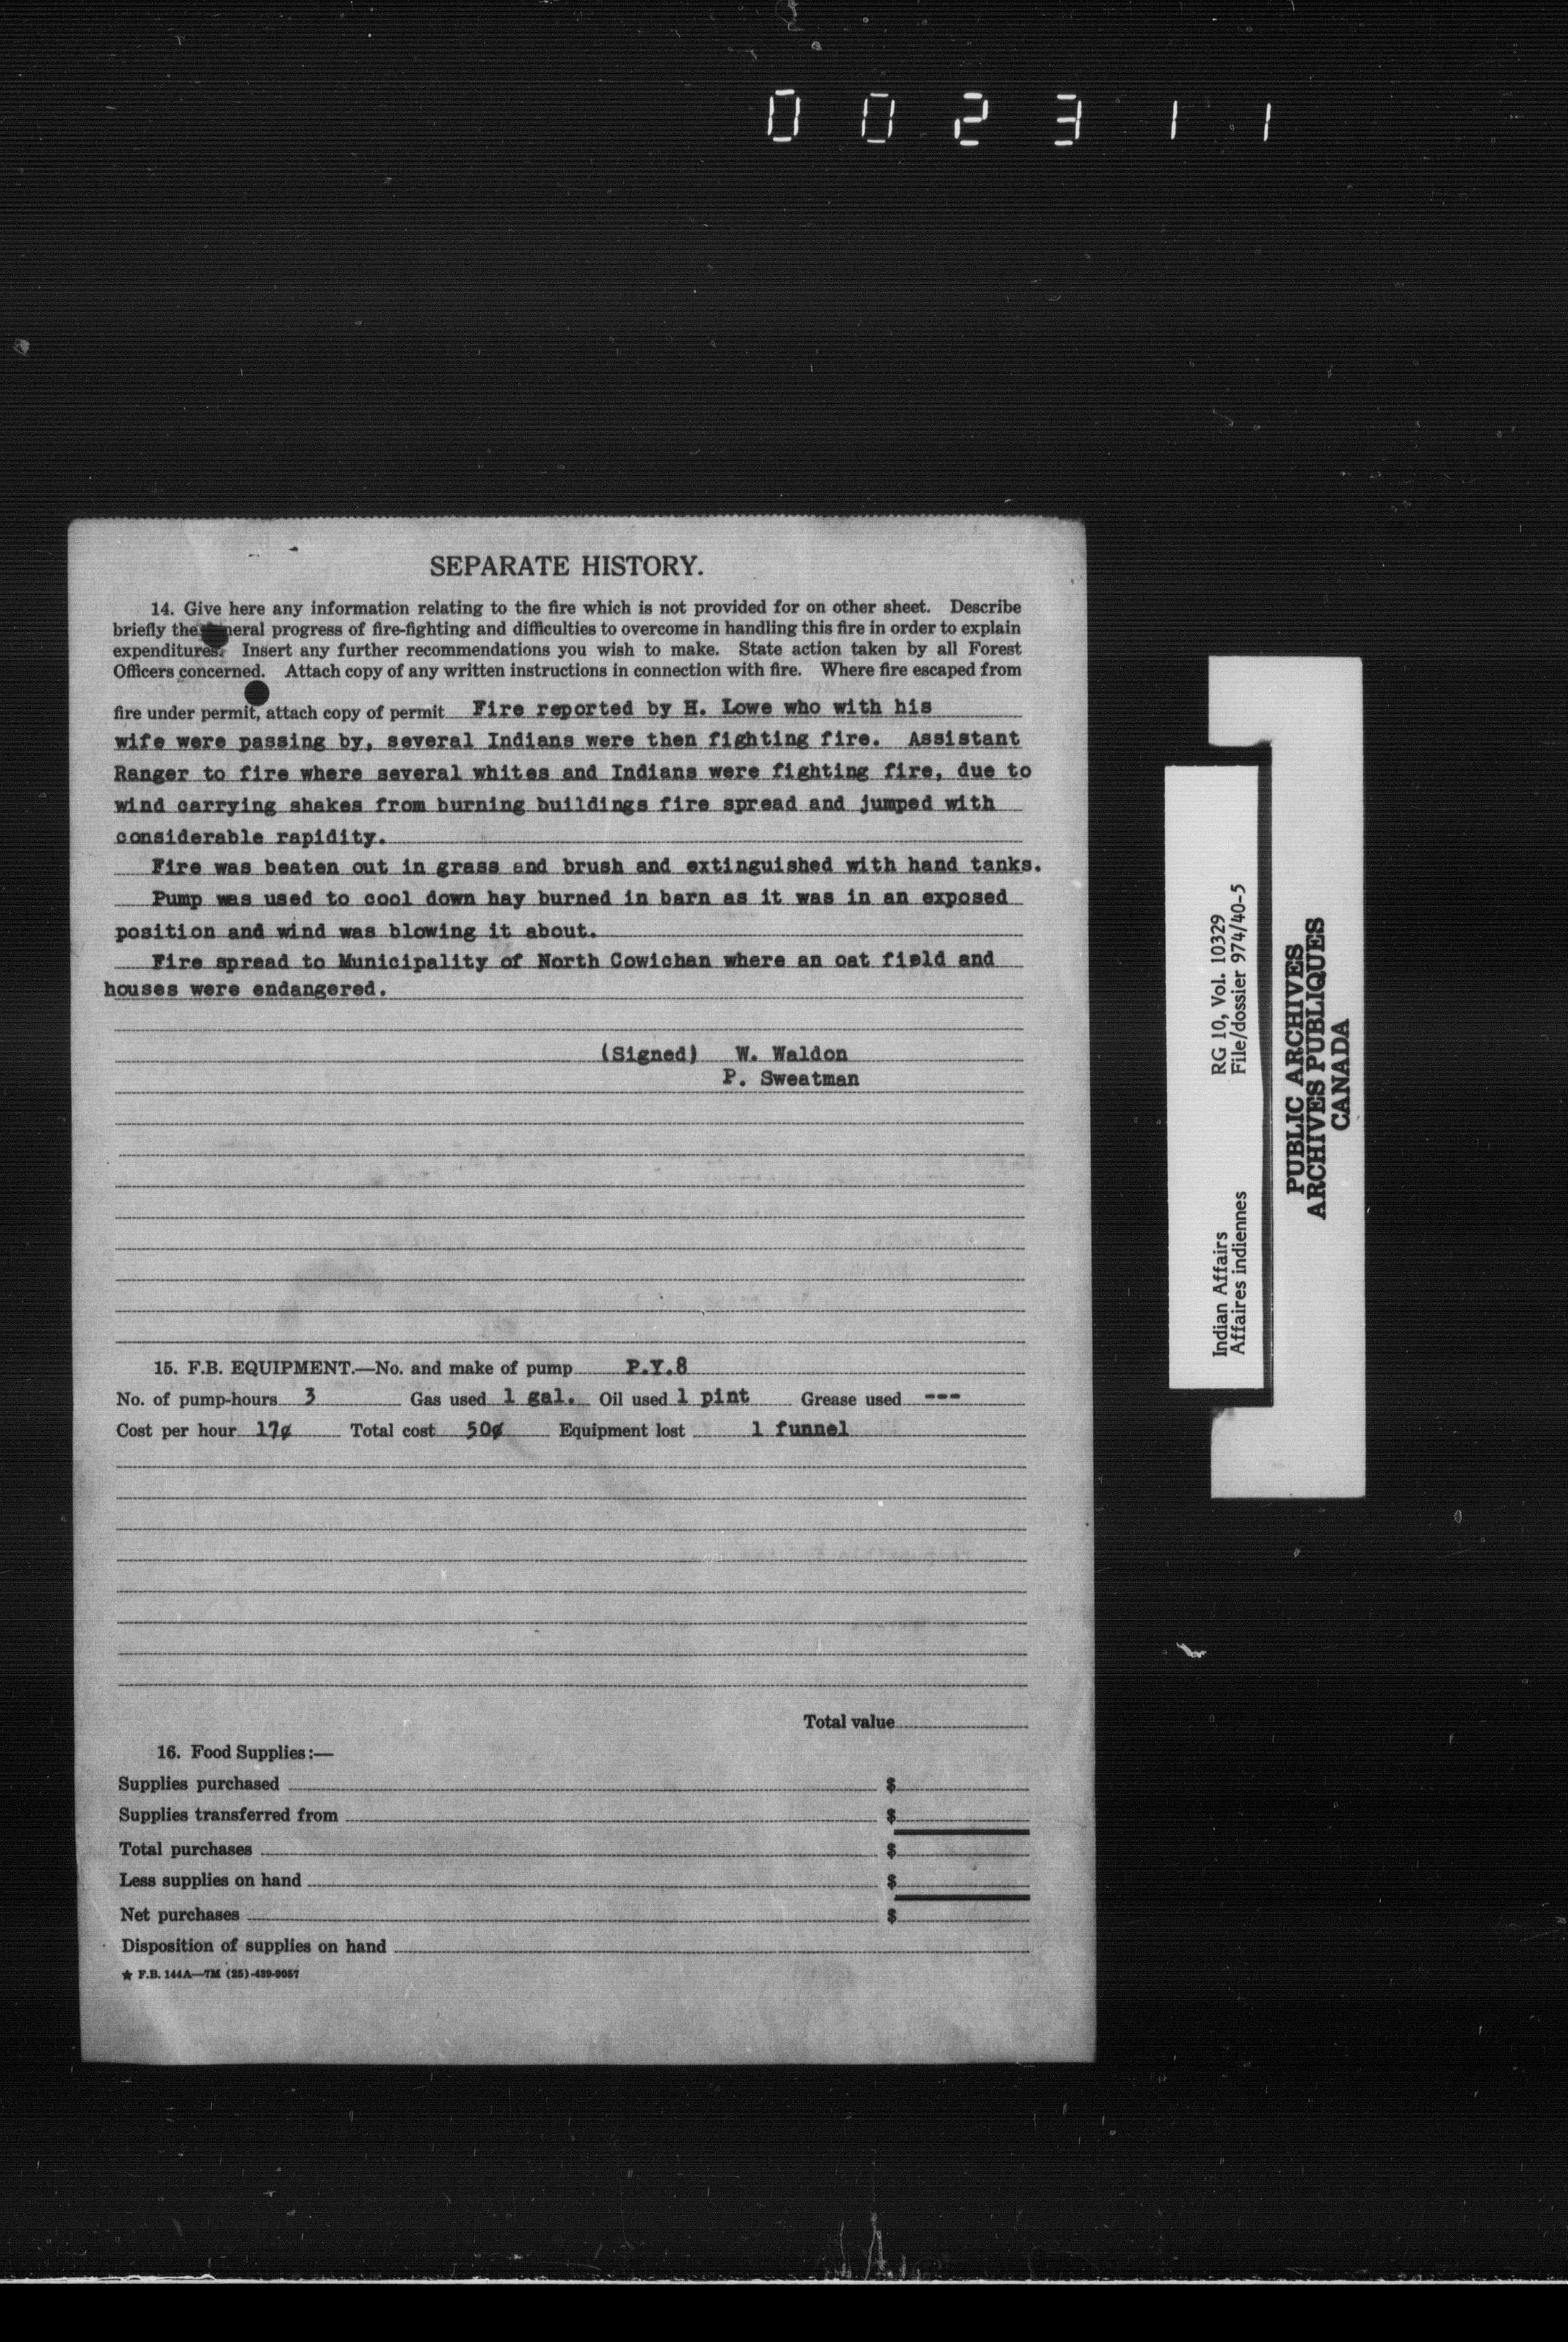 002311
SEPARATE HISTORY.
14. Give here any information relating to the fire which is not provided for on other sheet. Describe
briefly the general progress of fire-fighting and difficulties to overcome in handling this fire in order to explain
expenditures. Insert any further recommendations you wish to make. State action taken by all Forest
Officers concerned. Attach copy of any written instructions in connection with fire. Where fire escaped from
fire under permit, attach copy of permit Fire reported by H. Lowe who with his
wife were passing by, several Indians were then fighting fire. Assistant
Ranger to fire where several whites and Indians were fighting fire, due to
wind carrying shakes from burning buildings fire spread and jumped with
considerable rapidity.
Fire was beaten out in grass and brush and extinguished with hand tanks.
Pump was used to cool down hay burned in barn as it was in an exposed
position and wind was blowing it about.
Fire spread to Municipality of North Cowichan where an oat field and
houses were endangered.
(Signed) W. Waldon
P. Sweatman
15. F.B. EQUIPMENT.—No. and make of pump P.Y.8
No. of pump-hours 3 Gas used 1 gal. Oil used 1 pint Grease used ---
Cost per hour 17¢ Total cost 50¢ Equipment lost 1 funnel
Total value
16. Food Supplies:—
Supplies purchased $
Supplies transferred from $
Total purchases $
Less supplies on hand $
Net purchases $
Disposition of supplies on hand
★ F.B. 144A—7M (25)-439-9057
Indian Affairs RG 10, Vol. 10329
Affaires indiennes File/dossier 974/40-5
PUBLIC ARCHIVES
ARCHIVES PUBLIQUES
CANADA